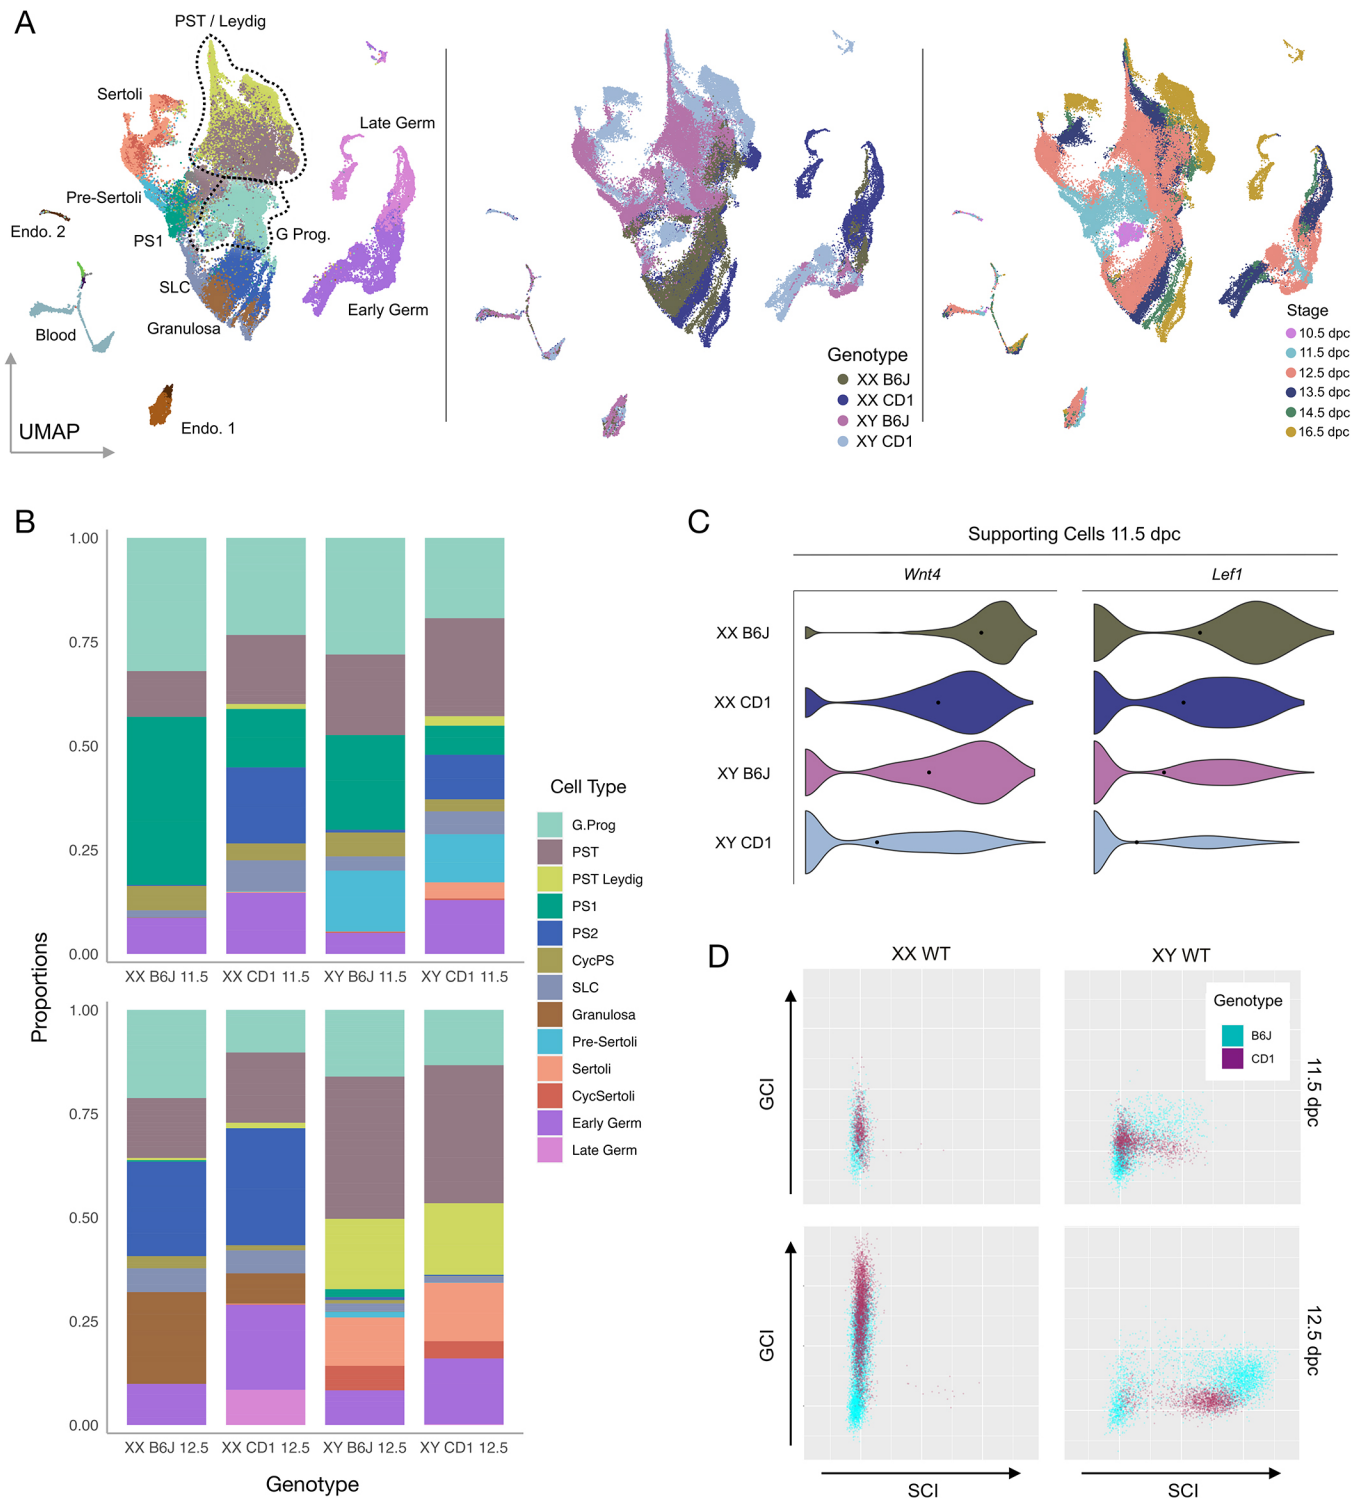 A
PST / Leydig
Sertoli
Late Germ
Pre-Sertoli
Endo. 2
PS1
G Prog.
SLC
Early Germ
Granulosa
Blood
Endo. 1
UMAP
Genotype
XX B6J
XX CD1
XY B6J
XY CD1
Stage
10.5 dpc
11.5 dpc
12.5 dpc
13.5 dpc
14.5 dpc
16.5 dpc
B
Proportions
1.00
0.75
0.50
0.25
0.00
XX B6J 11.5 XX CD1 11.5 XY B6J 11.5 XY CD1 11.5
1.00
0.75
0.50
0.25
0.00
XX B6J 12.5 XX CD1 12.5 XY B6J 12.5 XY CD1 12.5
Genotype
Cell Type
G.Prog
PST
PST Leydig
PS1
PS2
CycPS
SLC
Granulosa
Pre-Sertoli
Sertoli
CycSertoli
Early Germ
Late Germ
C
Supporting Cells 11.5 dpc
Wnt4 Lef1
XX B6J
XX CD1
XY B6J
XY CD1
D
XX WT XY WT
Genotype
B6J
CD1
GCI
11.5 dpc
GCI
12.5 dpc
SCI SCI